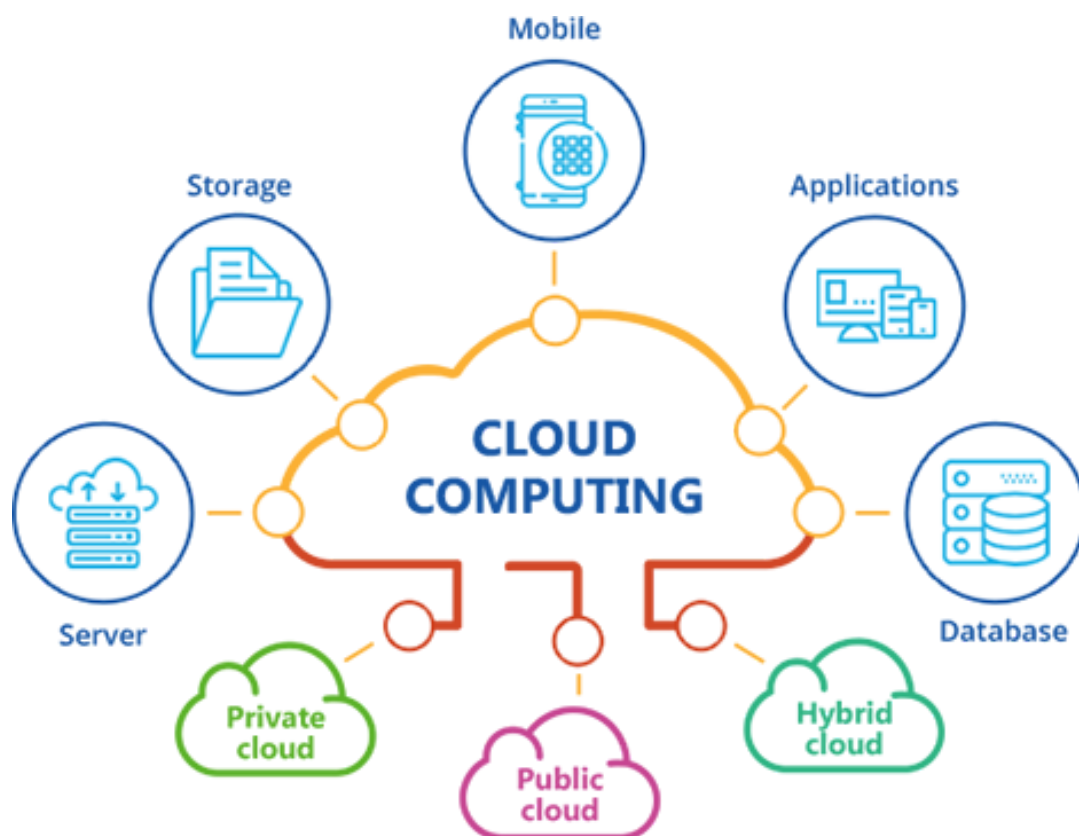 Mobile
Storage
Applications
CLOUD
COMPUTING
Server
Database
Private
cloud
Public
cloud
Hybrid
cloud